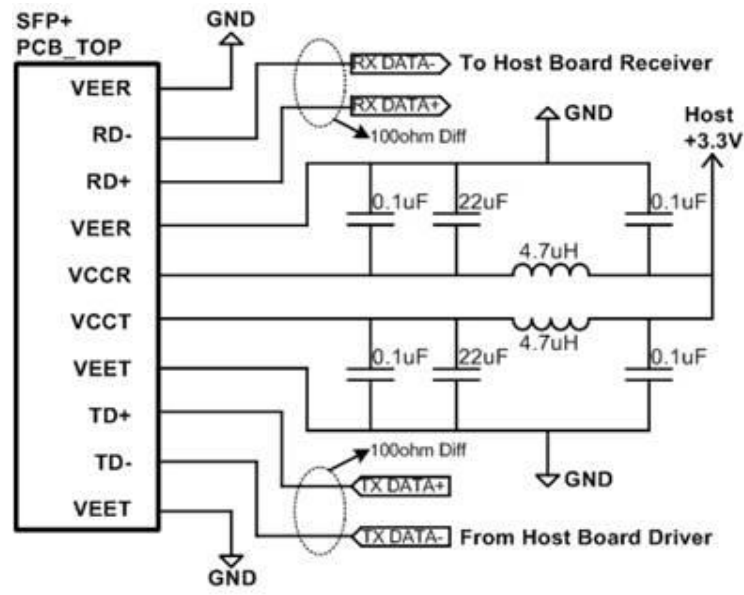 SFP+
PCB_TOP
GND
VEER
RX DATA- To Host Board Receiver
RD-
RX DATA+
100ohm Diff
GND
Host
+3.3V
RD+
VEER
0.1uF 22uF 0.1uF
4.7uH
VCCR
VCCT
4.7uH
VEET
0.1uF 22uF 0.1uF
TD+
100ohm Diff
TD-
TX DATA+
GND
VEET
TX DATA- From Host Board Driver
GND